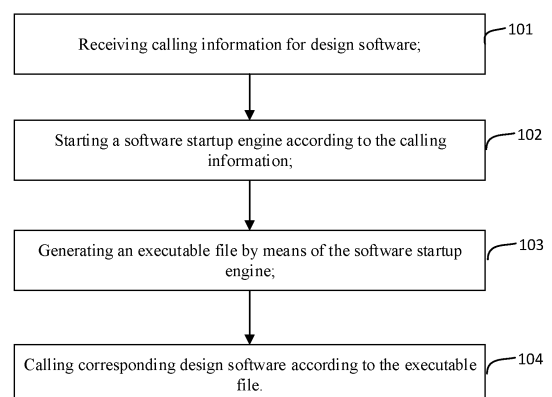 Receiving calling information for design software;
101
Starting a software startup engine according to the calling
information;
102
Generating an executable file by means of the software startup
engine;
103
Calling corresponding design software according to the executable
file.
104